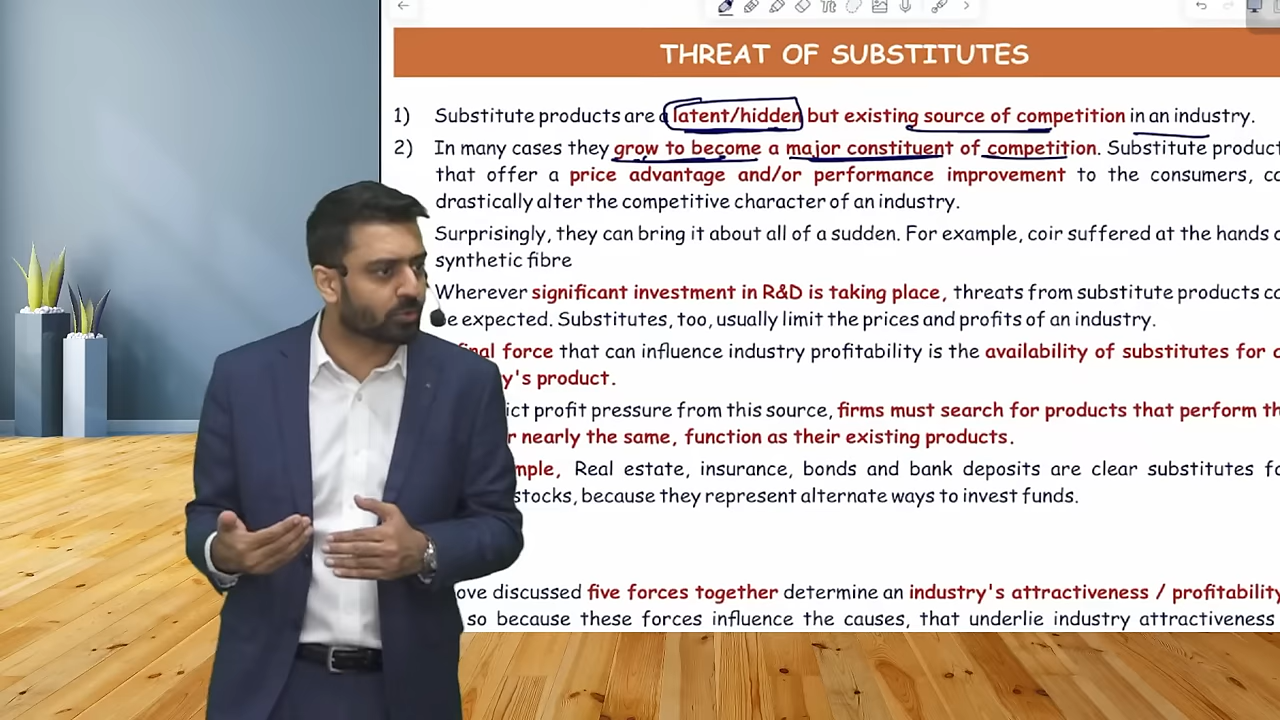 THREAT OF SUBSTITUTES
1) Substitute products are a latent/hidden but existing source of competition in an industry.
2) In many cases they grow to become a major constituent of competition. Substitute
that offer a price advantage and/or performance improvement to the consumers,
drastically alter the competitive character of an industry.
Surprisingly, they can bring it about all of a sudden. For example, coir suffered at the hands
synthetic fibre
Wherever significant investment in R&D is taking place, threats from substitute products
be expected. Substitutes, too, usually limit the prices and profits of an industry.
final force that can influence industry profitability is the availability of substitutes for
y's product.
ict profit pressure from this source, firms must search for products that perform
r nearly the same, function as their existing products.
mple, Real estate, insurance, bonds and bank deposits are clear substitutes
stocks, because they represent alternate ways to invest funds.
ove discussed five forces together determine an industry's attractiveness / profitability
so because these forces influence the causes, that underlie industry attractiveness